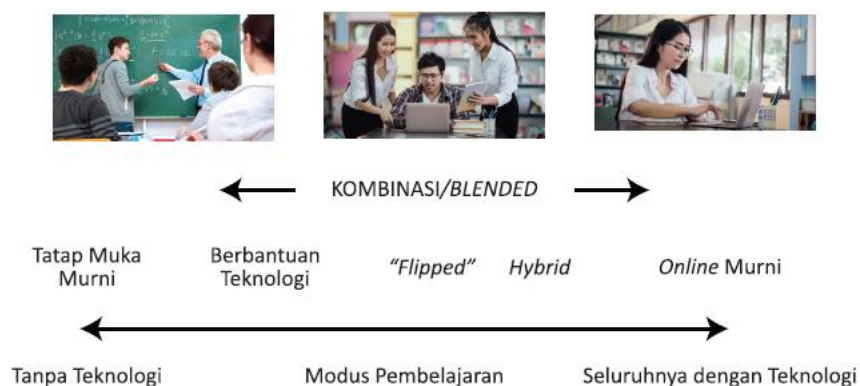 KOMBINASI/BLENDED
Tatap Muka
Murni
Berbantuan
Teknologi
"Flipped"
Hybrid
Online Murni
Tanpa Teknologi
Modus Pembelajaran
Seluruhnya dengan Teknologi